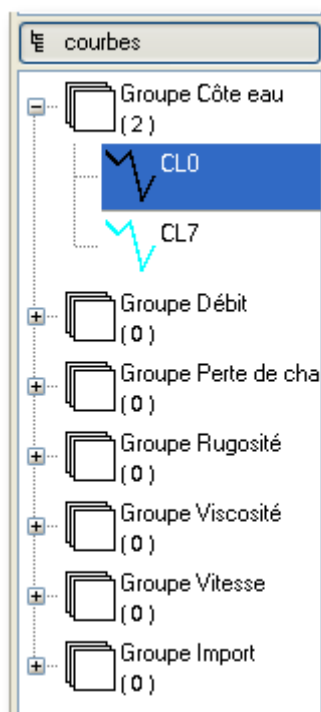 courbes
Groupe Côte eau
(2)
CL0
CL7
Groupe Débit
(0)
Groupe Perte de cha
(0)
Groupe Rugosité
(0)
Groupe Viscosité
(0)
Groupe Vitesse
(0)
Groupe Import
(0)